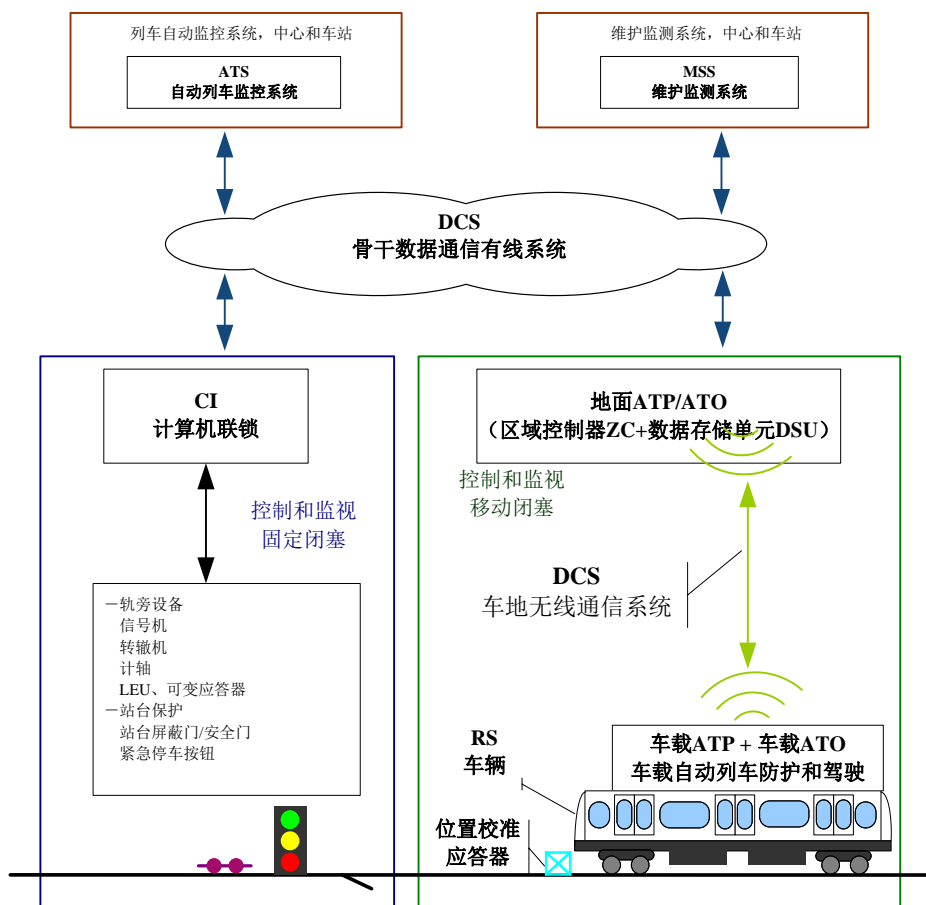 列车自动监控系统，中心和车站
ATS
自动列车监控系统
维护监测系统，中心和车站
MSS
维护监测系统
DCS
骨干数据通信有线系统
CI
计算机联锁
控制和监视
固定闭塞
－轨旁设备
信号机
转辙机
计轴
LEU、可变应答器
－站台保护
站台屏蔽门/安全门
紧急停车按钮
地面ATP/ATO
（区域控制器ZC+数据存储单元DSU）
控制和监视
移动闭塞
DCS
车地无线通信系统
RS
车辆
车载ATP + 车载ATO
车载自动列车防护和驾驶
位置校准
应答器